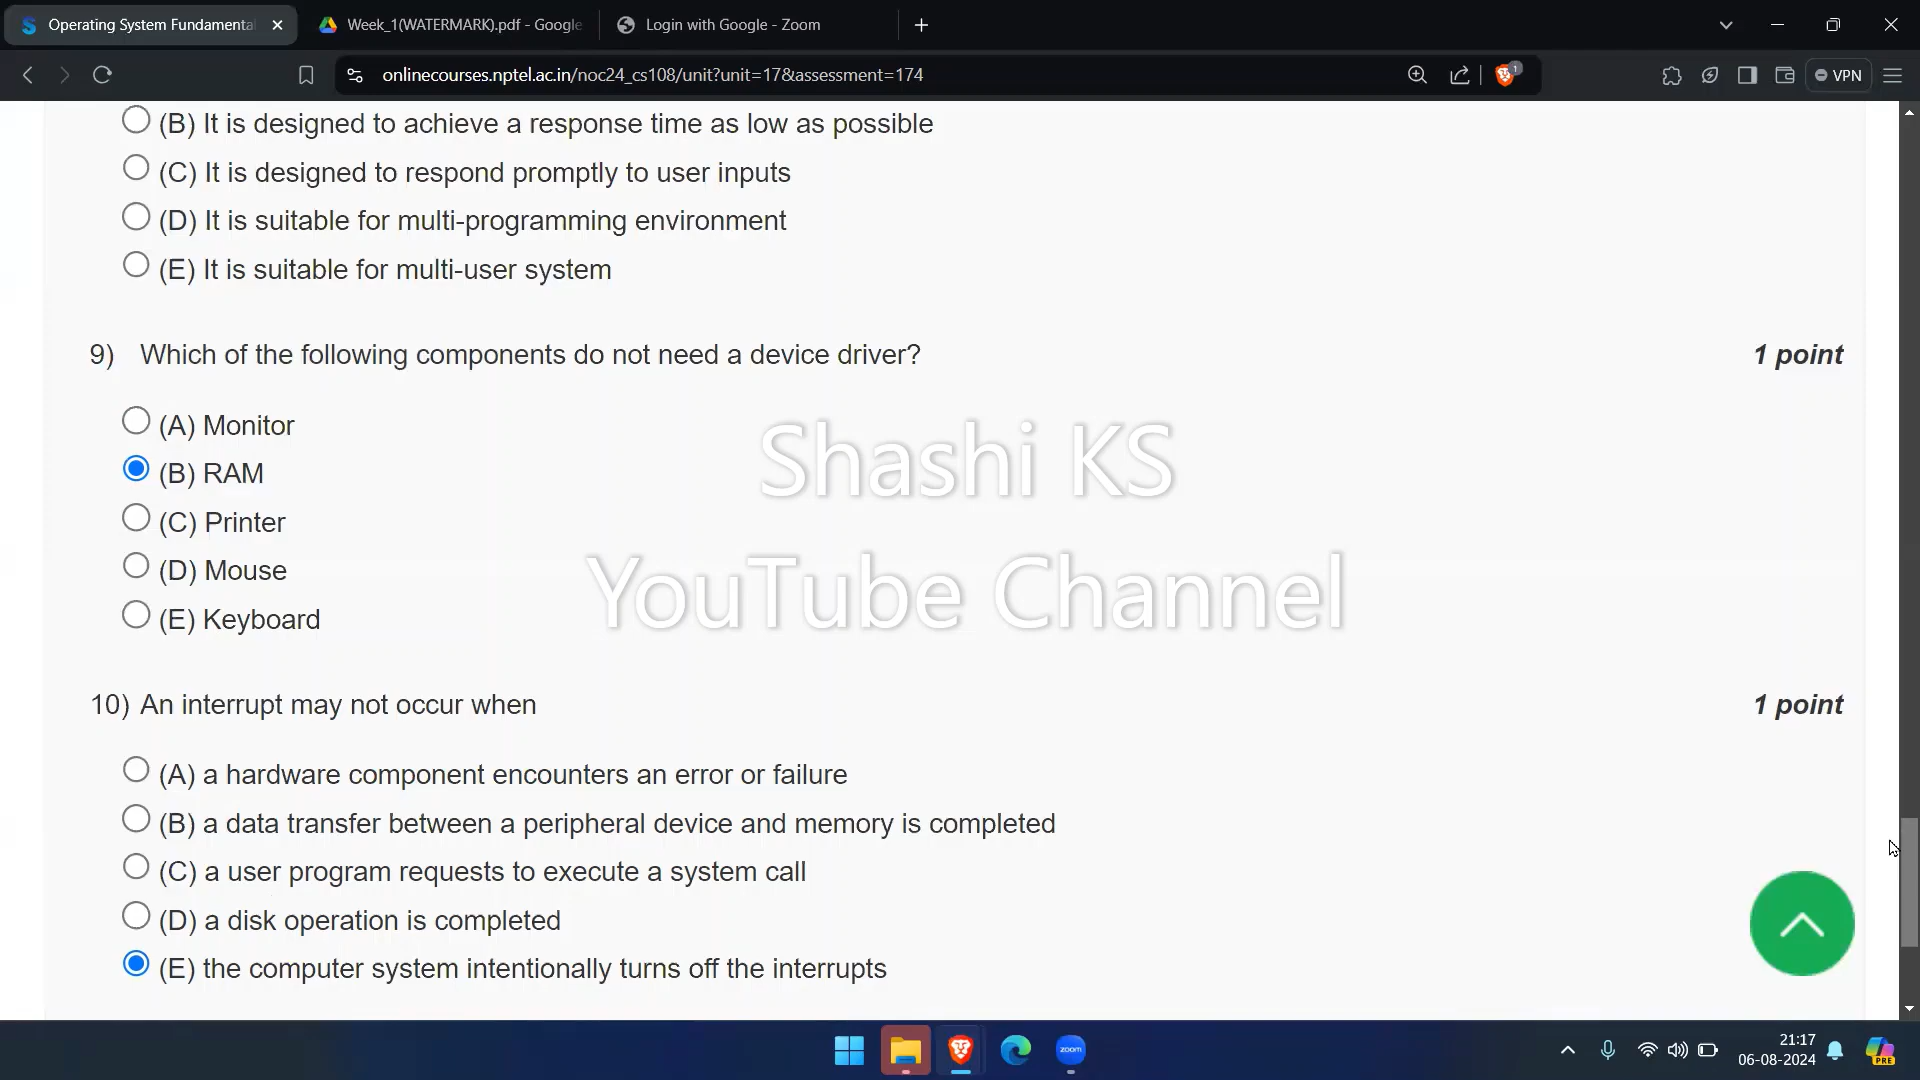 Operating System Fundamenta
Week_1(WATERMARK).pdf - Google
Login with Google - Zoom
onlinecourses.nptel.ac.in/noc24_cs108/unit?unit=17&assessment=174
1
VPN
(B) It is designed to achieve a response time as low as possible
(C) It is designed to respond promptly to user inputs
(D) It is suitable for multi-programming environment
(E) It is suitable for multi-user system
9) Which of the following components do not need a device driver?
1 point
(A) Monitor
(B) RAM
(C) Printer
(D) Mouse
(E) Keyboard
Shashi KS
YouTube Channel
10) An interrupt may not occur when
1 point
(A) a hardware component encounters an error or failure
(B) a data transfer between a peripheral device and memory is completed
(C) a user program requests to execute a system call
(D) a disk operation is completed
(E) the computer system intentionally turns off the interrupts
zoom
21:17
06-08-2024
PRE